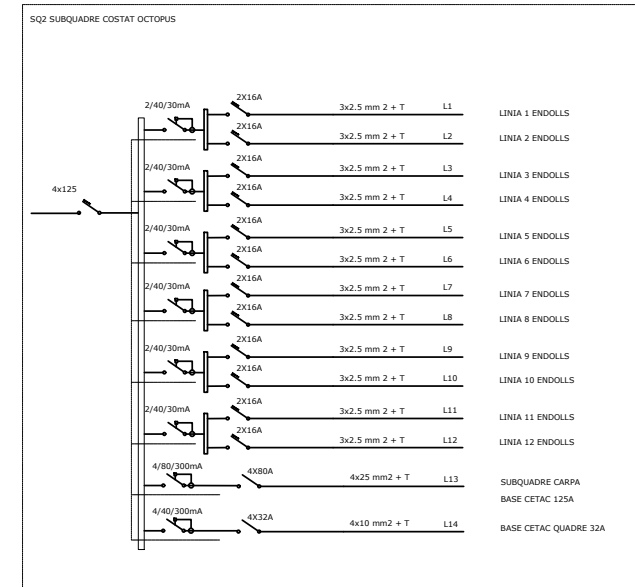 SQ2 SUBQUADRE COSTAT OCTOPUS
4x125
2/40/30mA
2X16A
3x2.5 mm 2 + T L1 LINIA 1 ENDOLLS
2X16A
3x2.5 mm 2 + T L2 LINIA 2 ENDOLLS
2/40/30mA
2X16A
3x2.5 mm 2 + T L3 LINIA 3 ENDOLLS
2X16A
3x2.5 mm 2 + T L4 LINIA 4 ENDOLLS
2/40/30mA
2X16A
3x2.5 mm 2 + T L5 LINIA 5 ENDOLLS
2X16A
3x2.5 mm 2 + T L6 LINIA 6 ENDOLLS
2/40/30mA
2X16A
3x2.5 mm 2 + T L7 LINIA 7 ENDOLLS
2X16A
3x2.5 mm 2 + T L8 LINIA 8 ENDOLLS
2/40/30mA
2X16A
3x2.5 mm 2 + T L9 LINIA 9 ENDOLLS
2X16A
3x2.5 mm 2 + T L10 LINIA 10 ENDOLLS
2/40/30mA
2X16A
3x2.5 mm 2 + T L11 LINIA 11 ENDOLLS
2X16A
3x2.5 mm 2 + T L12 LINIA 12 ENDOLLS
4/80/300mA
4X80A
4x25 mm2 + T L13 SUBQUADRE CARPA
BASE CETAC 125A
4/40/300mA
4X32A
4x10 mm2 + T L14 BASE CETAC QUADRE 32A